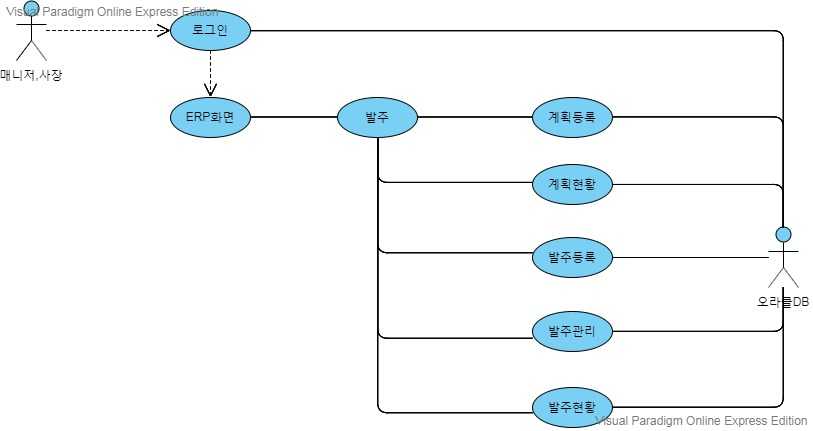 Visual Paradigm Online Express Edition
로그인
매니저,사장
ERP화면
발주
계획등록
계획현황
발주등록
오라클DB
발주관리
발주현황
Visual Paradigm Online Express Edition